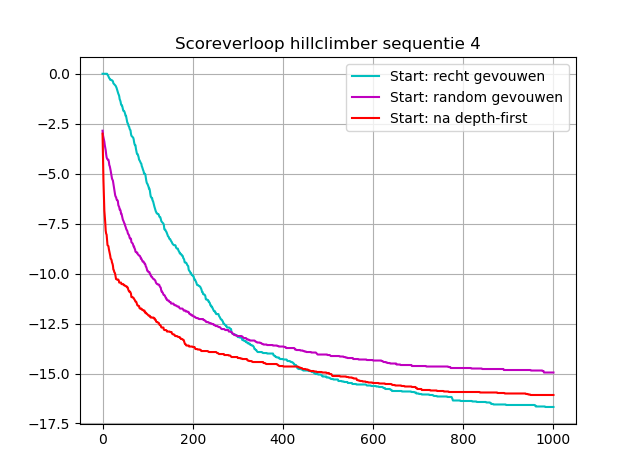 Scoreverloop hillclimber sequentie 4
Start: recht gevouwen
Start: random gevouwen
Start: na depth-first
0.0
−2.5
−5.0
−7.5
−10.0
−12.5
−15.0
−17.5
0 200 400 600 800 1000